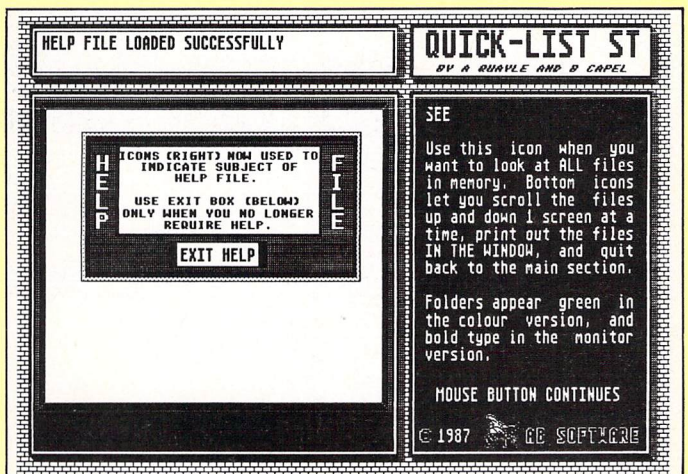 HELP FILE LOADED SUCCESSFULLY
QUICK-LIST ST
BY A QUAYLE AND B CAPEL
HELP
ICONS (RIGHT) NOW USED TO
INDICATE SUBJECT OF
HELP FILE.
USE EXIT BOX (BELOW)
ONLY WHEN YOU NO LONGER
REQUIRE HELP.
FILE
EXIT HELP
SEE
Use this icon when you
want to look at ALL files
in memory. Bottom icons
let you scroll the files
up and down 1 screen at a
time, print out the files
IN THE WINDOW, and quit
back to the main section.
Folders appear green in
the colour version, and
bold type in the monitor
version.
MOUSE BUTTON CONTINUES
© 1987 AB SOFTWARE